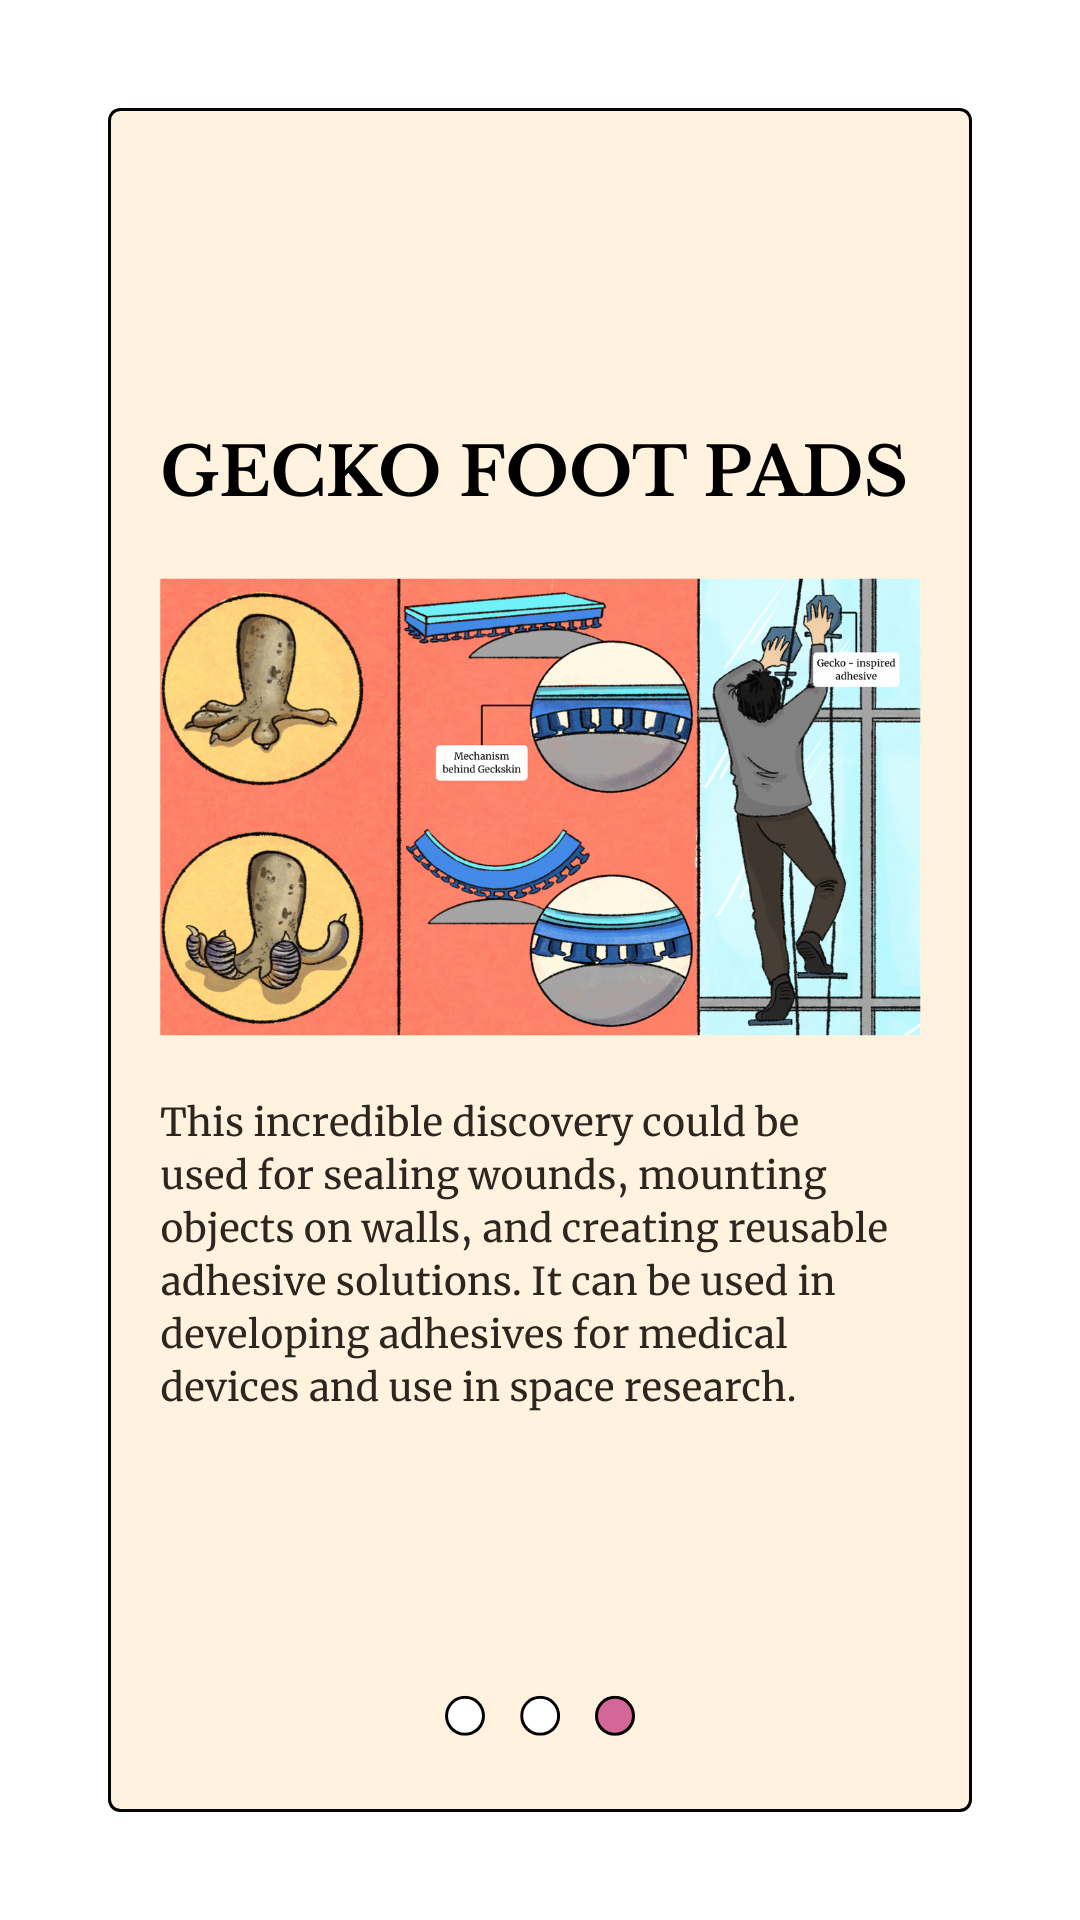 GECKO FOOT PADS
Gecko - inspired
adhesive
Mechanism
behind Geckskin
This incredible discovery could be
used for sealing wounds, mounting
objects on walls, and creating reusable
adhesive solutions. It can be used in
developing adhesives for medical
devices and use in space research.